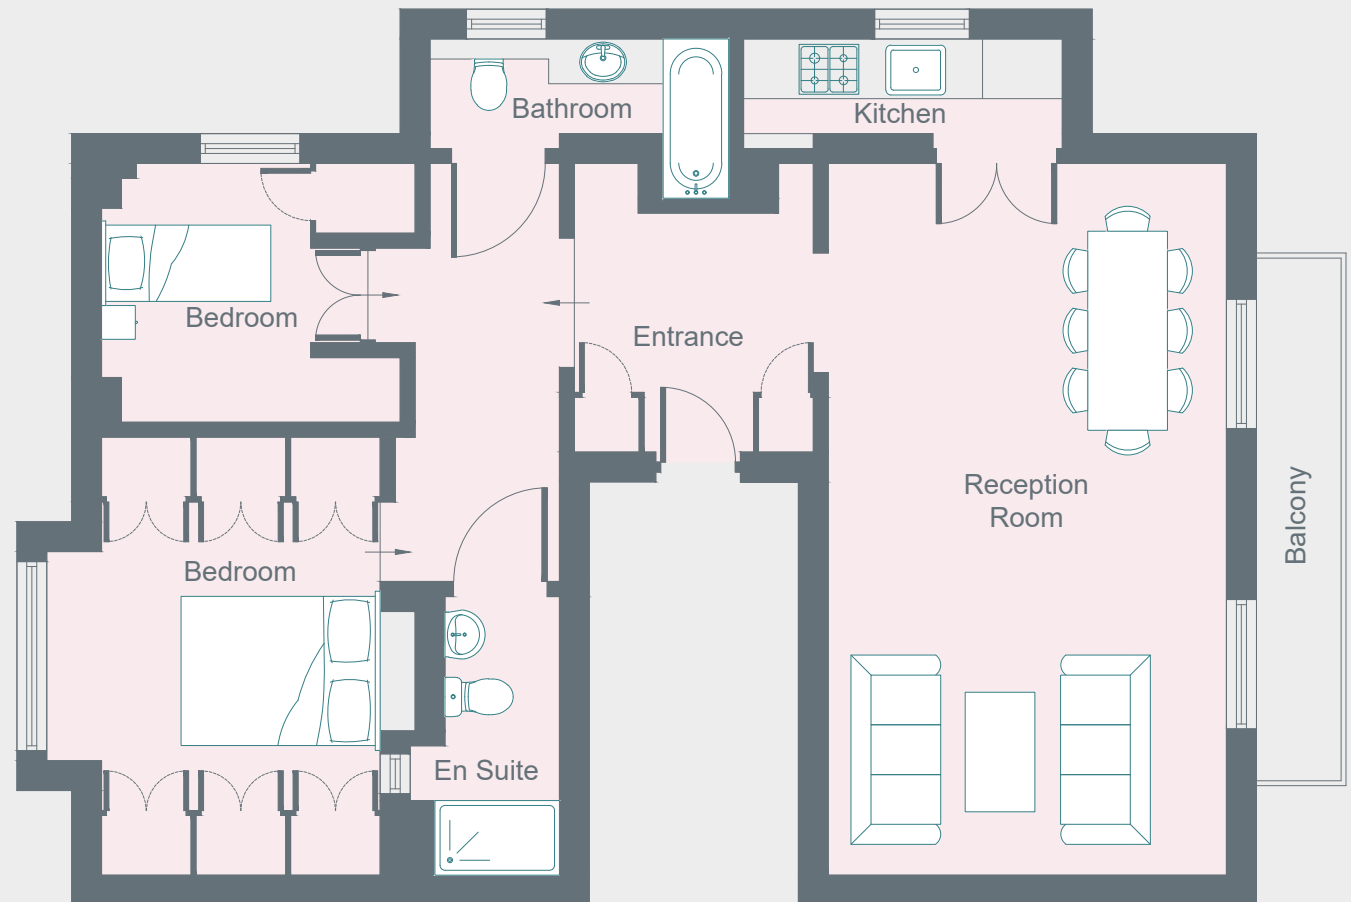 Bathroom
Kitchen
Bedroom
Entrance
Reception
Room
Balcony
Bedroom
En Suite